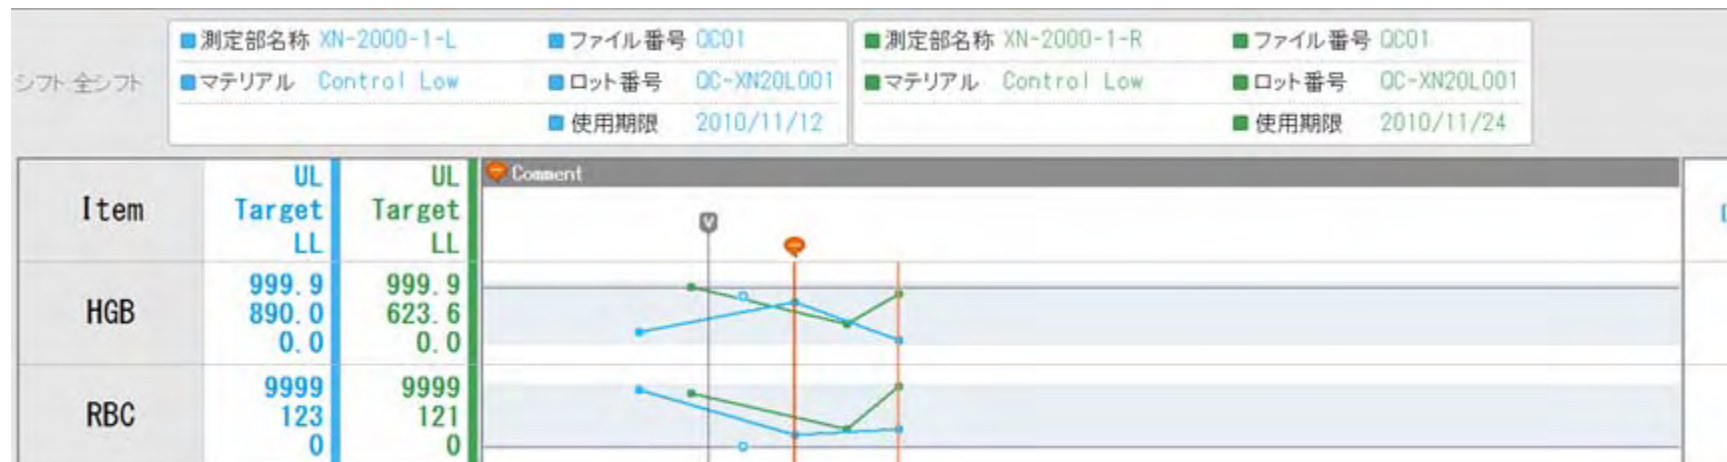 測定部名称 XN-2000-1-L ファイル番号 QC01 測定部名称 XN-2000-1-R ファイル番号 QC01
シフト:全シフト マテリアル Control Low ロット番号 QC-XN20L001 マテリアル Control Low ロット番号 QC-XN20L001
使用期限 2010/11/12 使用期限 2010/11/24
Comment
UL UL
Item Target Target
LL LL
V
999.9 999.9
HGB 890.0 623.6
0.0 0.0
9999 9999
RBC 123 121
0 0